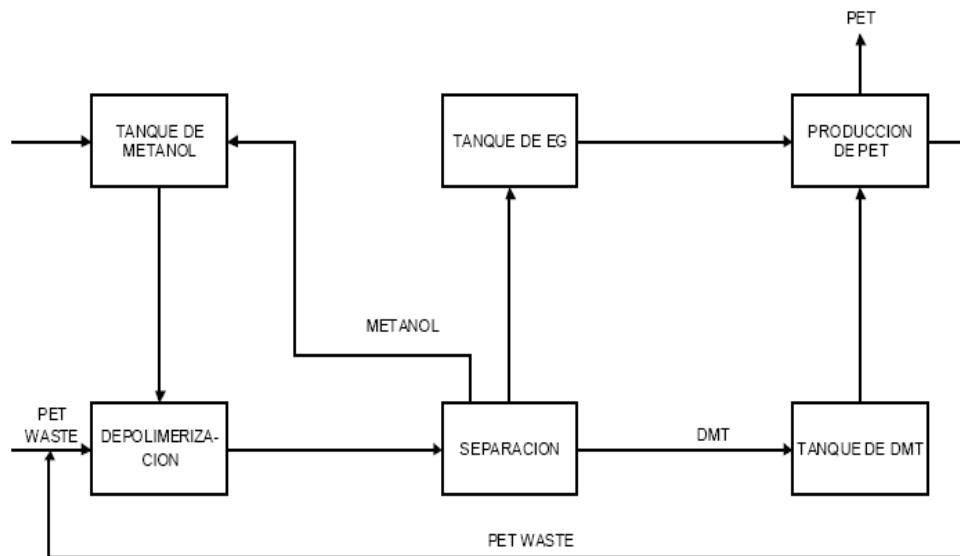 PET
TANQUE DE
METANOL
TANQUE DE EG
PRODUCCION
DE PET
METANOL
PET
WASTE
DEPOLIMERIZA-
CION
SEPARACION
DMT
TANQUE DE DMT
PET WASTE